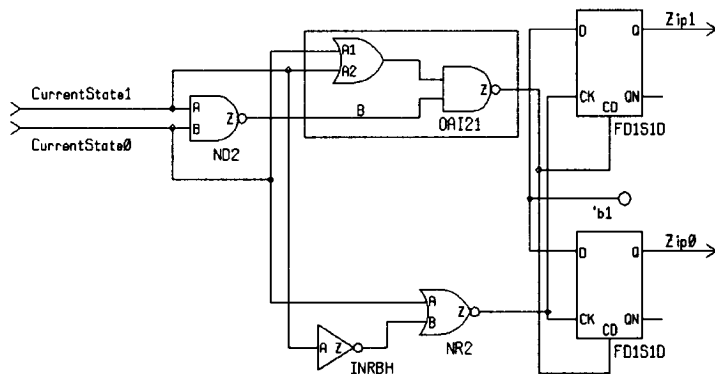 Zip1
D Q
A1
CurrentState1
A2
Z
A
CK QN
Z
B
B
CD
OAI21
CurrentState0
ND2
FD1S1D
'b1
Zip0
D Q
A
Z
B
CK QN
A Z
CD
NR2
INRBH
FD1S1D